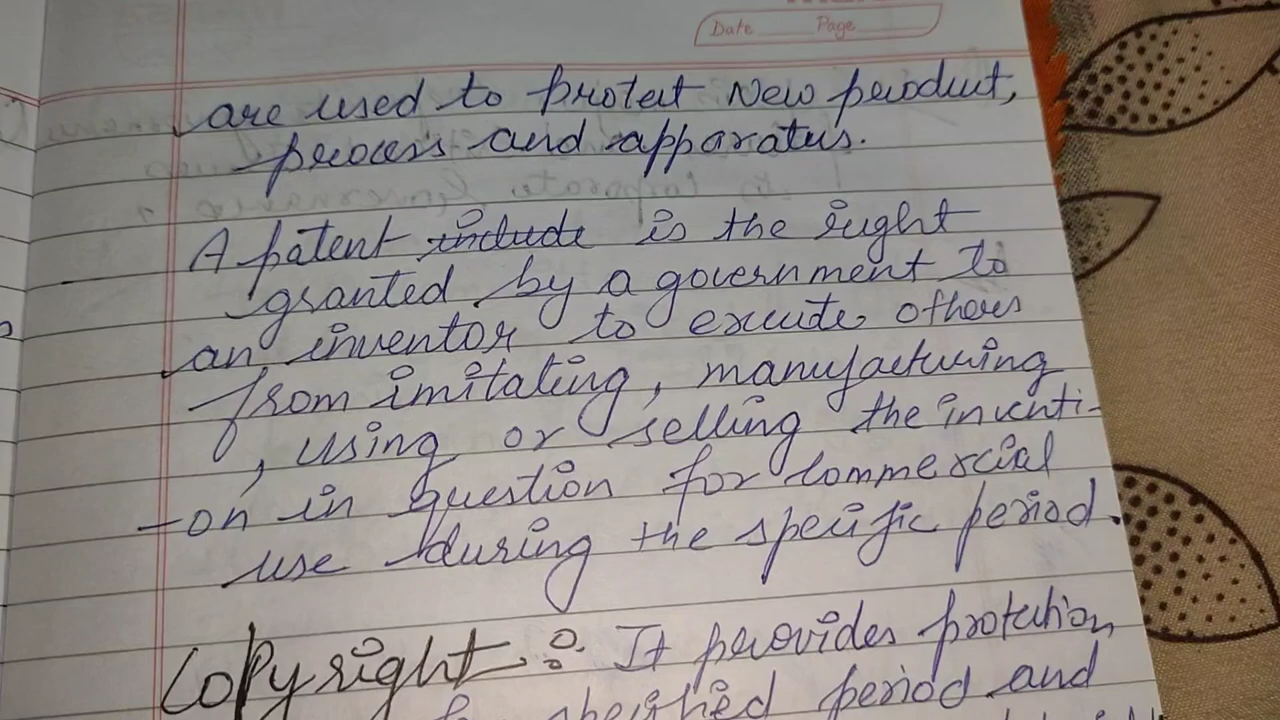 Date Page
are used to protect New product,
process and apparatus.
A patent include is the right
granted by a government to
an inventor to exclude others
from imitating, manufacturing
, using or selling the inventi-
-on in question for commercial
use during the specific period.
Copyright : It provides protection
specified period and